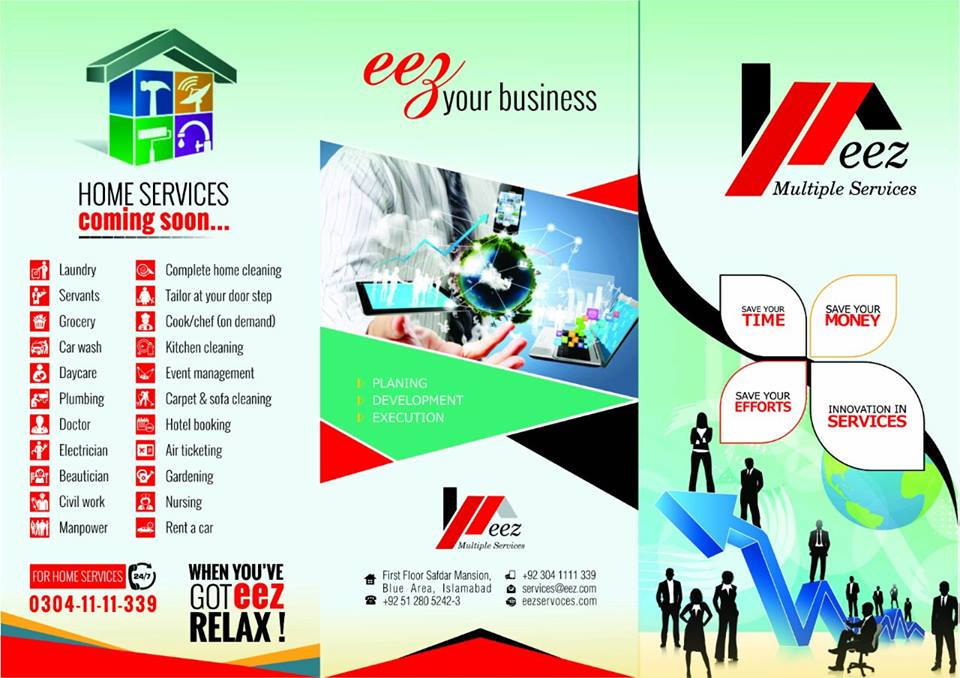 HOME SERVICES
coming soon...
Laundry
Servants
Grocery
Car wash
Daycare
Plumbing
Doctor
Electrician
Beautician
Civil work
Manpower
Complete home cleaning
Tailor at your door step
Cook/chef (on demand)
Kitchen cleaning
Event management
Carpet & sofa cleaning
Hotel booking
Air ticketing
Gardening
Nursing
Rent a car
FOR HOME SERVICES
24/7
0304-11-11-339
WHEN YOU'VE
GOT eez
RELAX !
eez your business
PLANING
DEVELOPMENT
EXECUTION
eez
Multiple Services
First Floor Safdar Mansion,
Blue Area, Islamabad
+92 51 280 5242-3
+92 304 1111 339
services@eez.com
eezservoces.com
eez
Multiple Services
SAVE YOUR
TIME
SAVE YOUR
MONEY
SAVE YOUR
EFFORTS
INNOVATION IN
SERVICES